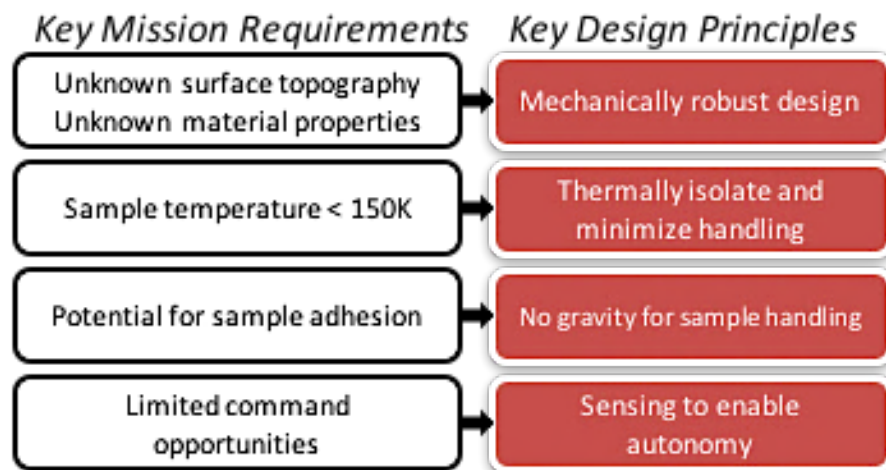 Key Mission Requirements
Key Design Principles
Unknown surface topography
Unknown material properties
Mechanically robust design
Sample temperature < 150K
Thermally isolate and
minimize handling
Potential for sample adhesion
No gravity for sample handling
Limited command
opportunities
Sensing to enable
autonomy